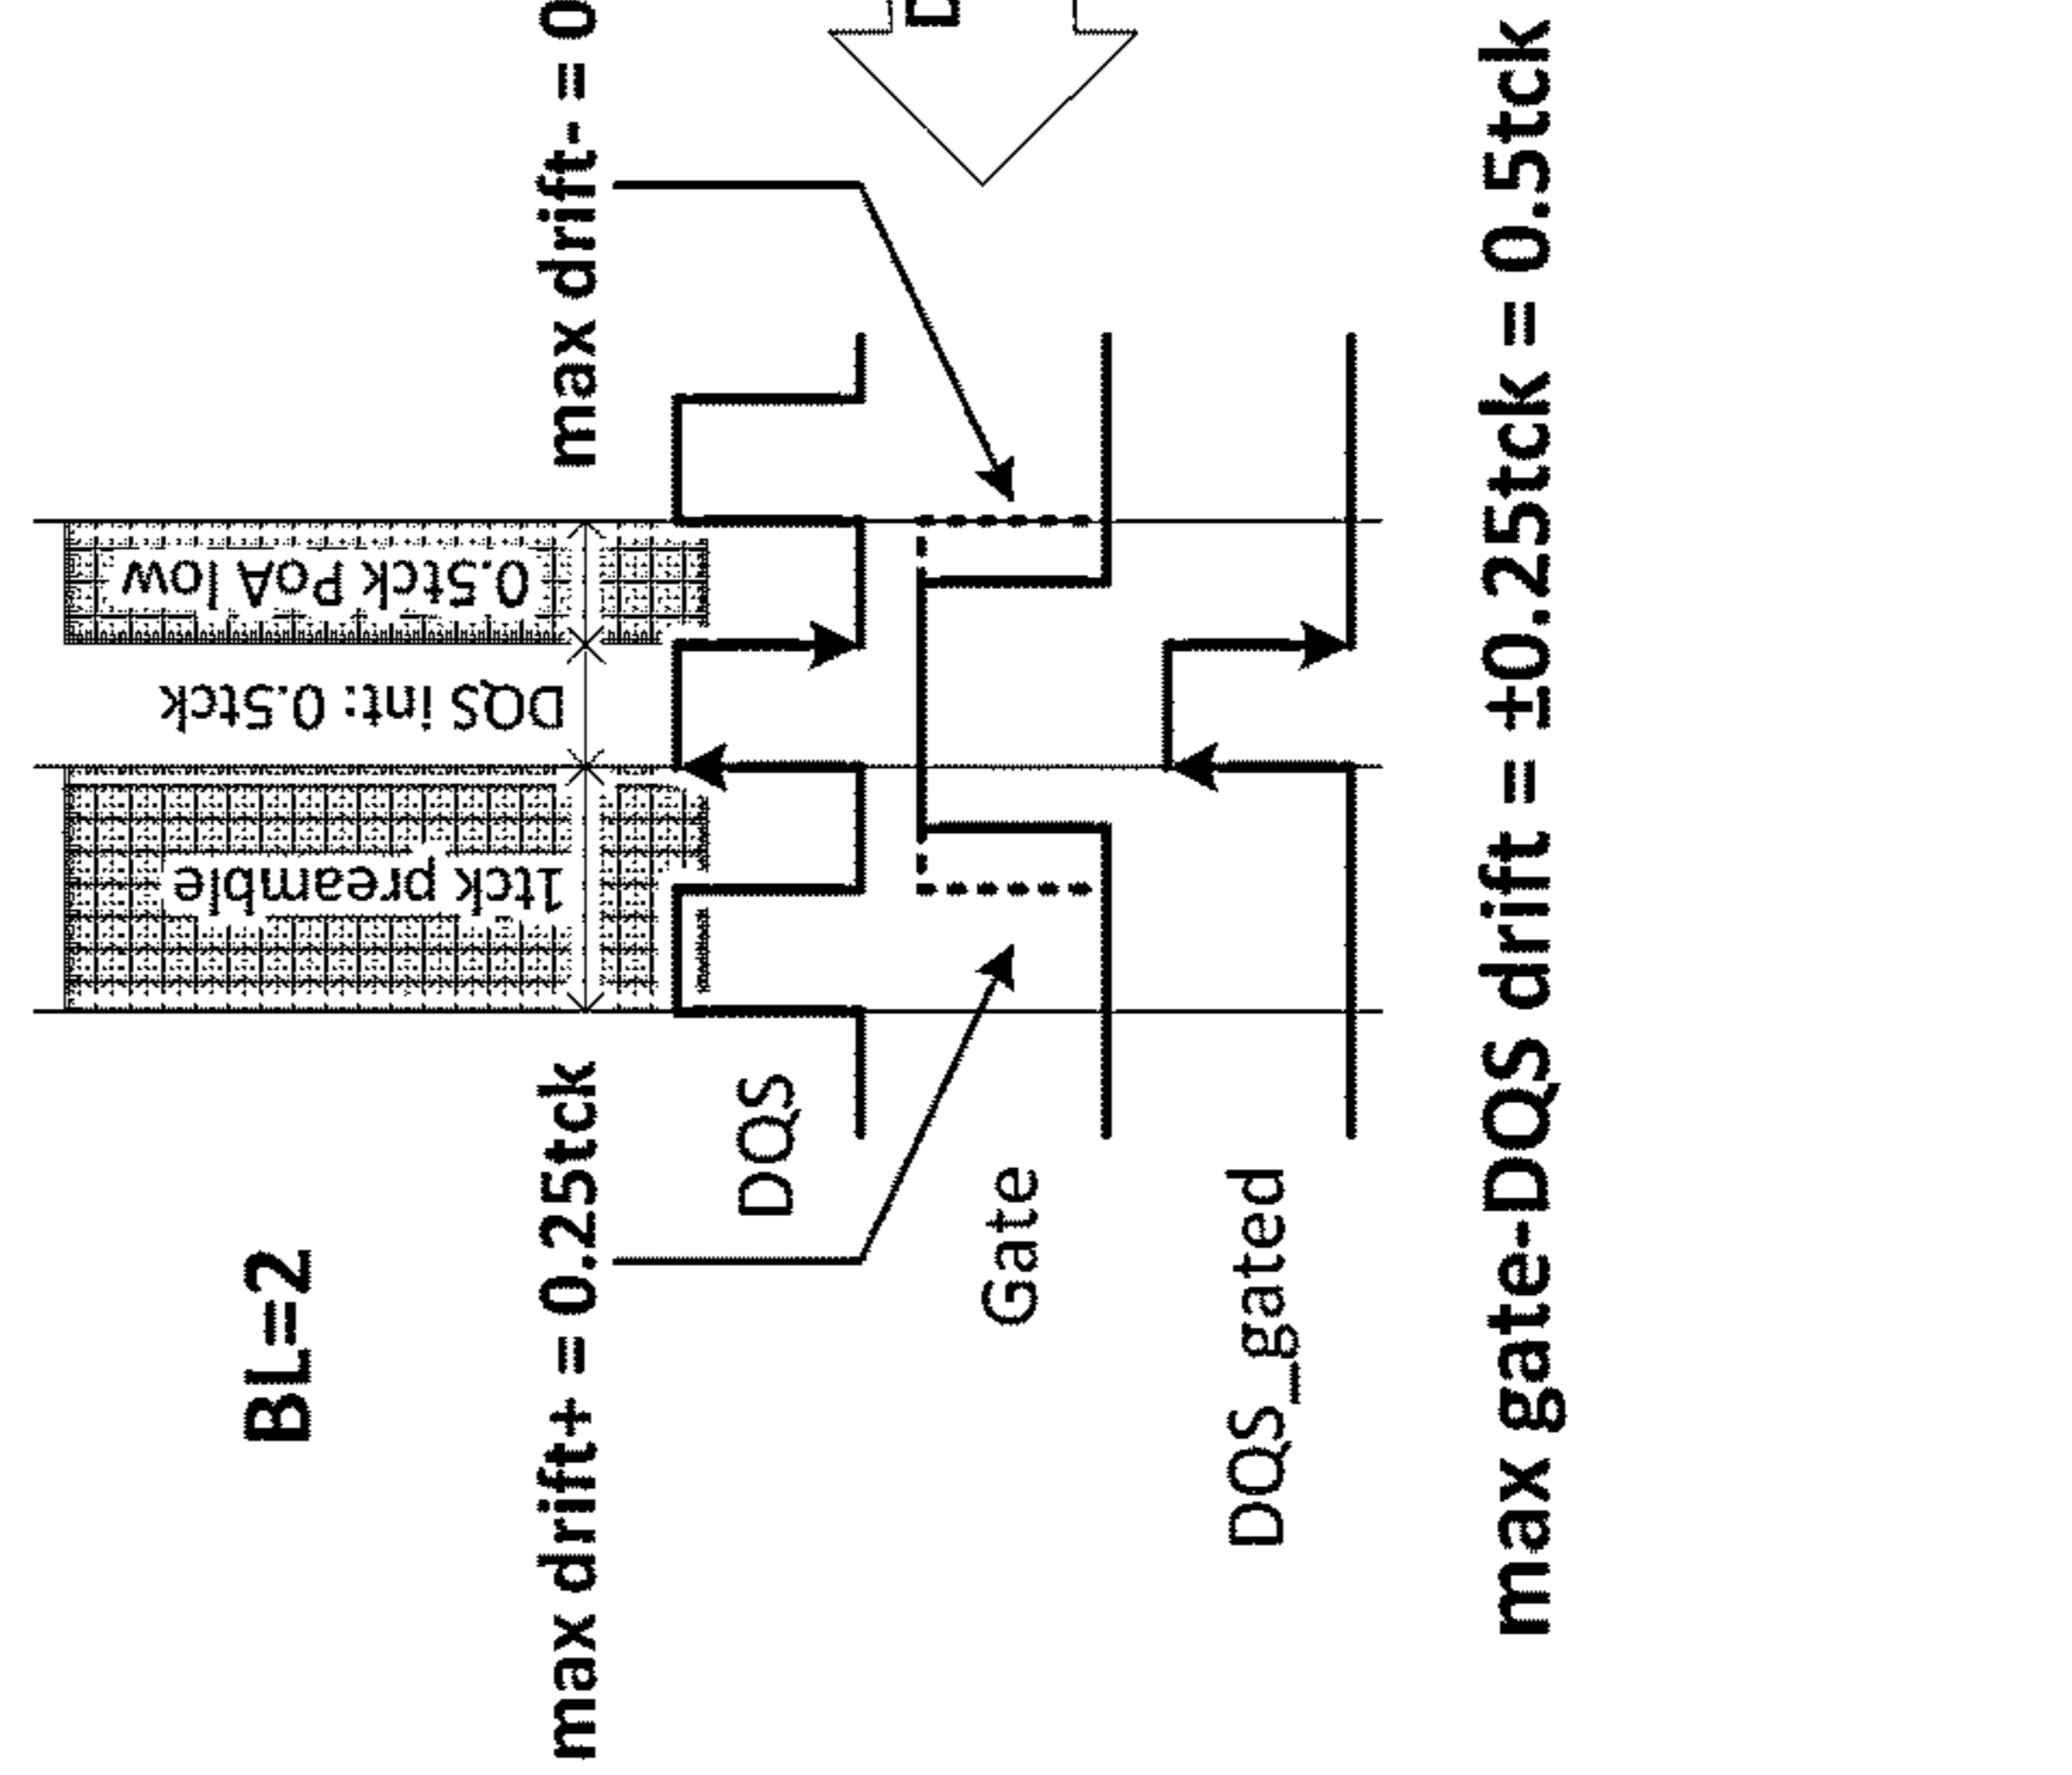 BL=2
1tck preamble
DQS int: 0.5tck
0.5tck PoA low
max drift+ = 0.25tck
max drift- = 0
DQS
Gate
DQS_gated
max gate-DQS drift = ±0.25tck = 0.5tck